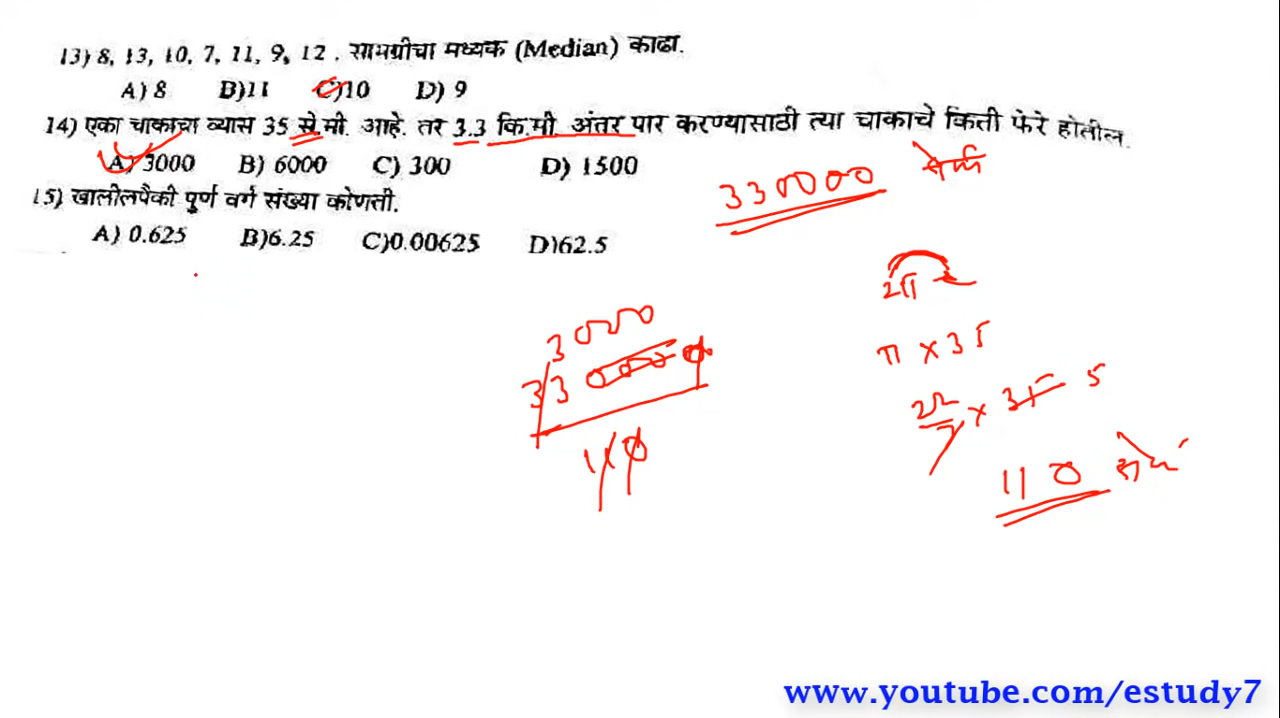 13) 8, 13, 10, 7, 11, 9, 12 . सामग्रीचा मध्यक (Median) काढा.
A) 8 B)11 C)10 D) 9
14) एका चाकाचा व्यास 35 से.मी. आहे. तर 3.3 कि.मी. अंतर पार करण्यासाठी त्या चाकाचे किती फेरे होतील.
A) 3000 B) 6000 C) 300 D) 1500
330000
15) खालीलपैकी पुर्ण वर्ग संख्या कोणती.
A) 0.625 B)6.25 C)0.00625 D)62.5
2π
π × 35
3000
330000
110
22/7 × 35 5
110
www.youtube.com/estudy7